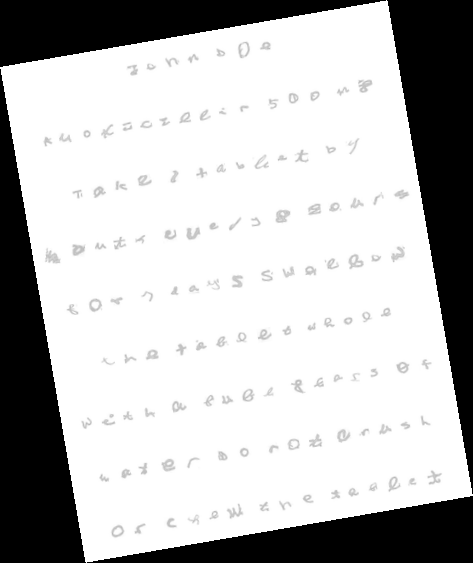 John Doe
Amoxicillin 500 mg
Take tablet by
mouth every 8 hours
for 7 days swallow
the tablet whole
with a full glass of
water Do not crush
or chew the tablet